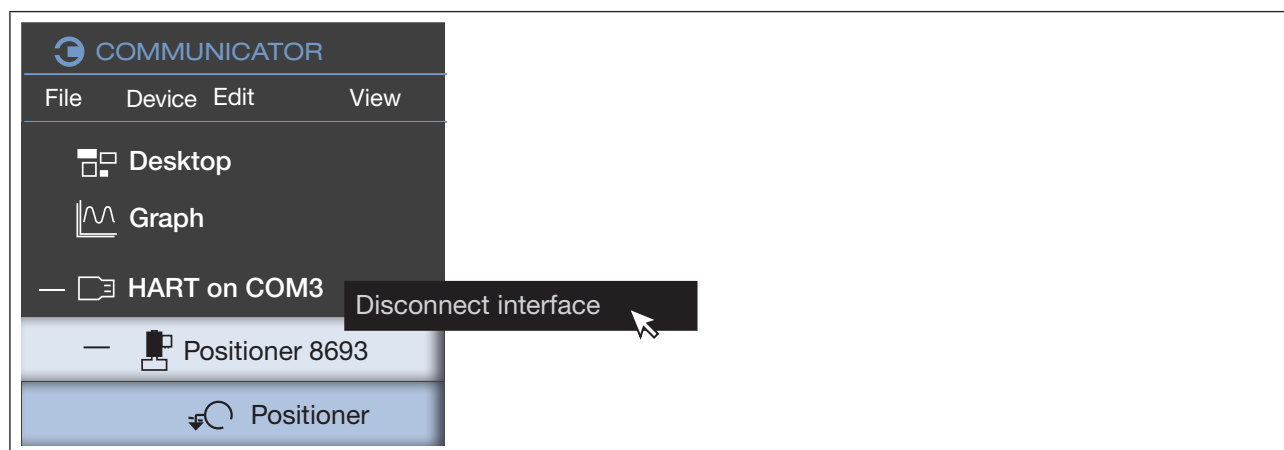 COMMUNICATOR
File Device Edit View
Desktop
Graph
HART on COM3
Disconnect interface
Positioner 8693
Positioner